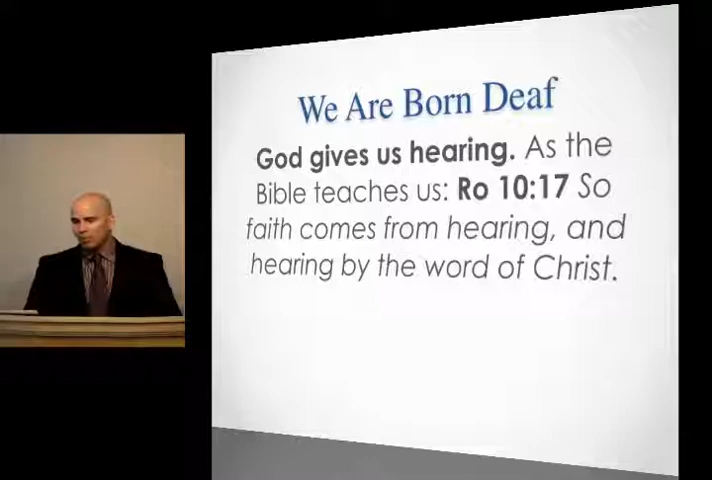 We Are Born Deaf
God gives us hearing. As the
Bible teaches us: Ro 10:17 So
faith comes from hearing, and
hearing by the word of Christ.